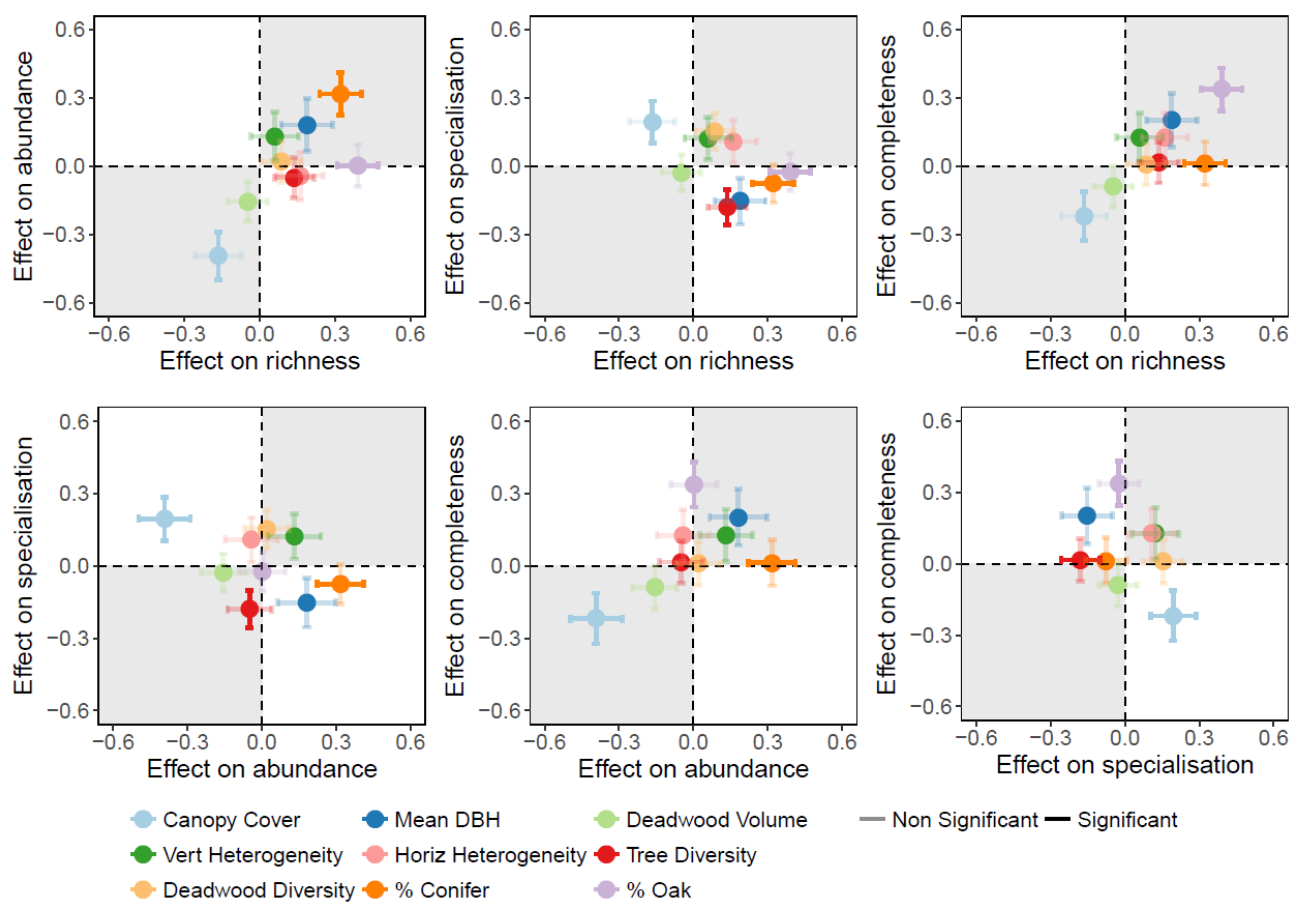 0.6
0.3
0.0
−0.3
−0.6
Effect on abundance
−0.6 −0.3 0.0 0.3 0.6
Effect on richness
0.6
0.3
0.0
−0.3
−0.6
Effect on specialisation
−0.6 −0.3 0.0 0.3 0.6
Effect on richness
0.6
0.3
0.0
−0.3
−0.6
Effect on completeness
−0.6 −0.3 0.0 0.3 0.6
Effect on richness
0.6
0.3
0.0
−0.3
−0.6
Effect on specialisation
−0.6 −0.3 0.0 0.3 0.6
Effect on abundance
0.6
0.3
0.0
−0.3
−0.6
Effect on completeness
−0.6 −0.3 0.0 0.3 0.6
Effect on abundance
0.6
0.3
0.0
−0.3
−0.6
Effect on completeness
−0.6 −0.3 0.0 0.3 0.6
Effect on specialisation
Canopy Cover Mean DBH Deadwood Volume Non Significant Significant
Vert Heterogeneity Horiz Heterogeneity Tree Diversity
Deadwood Diversity % Conifer % Oak